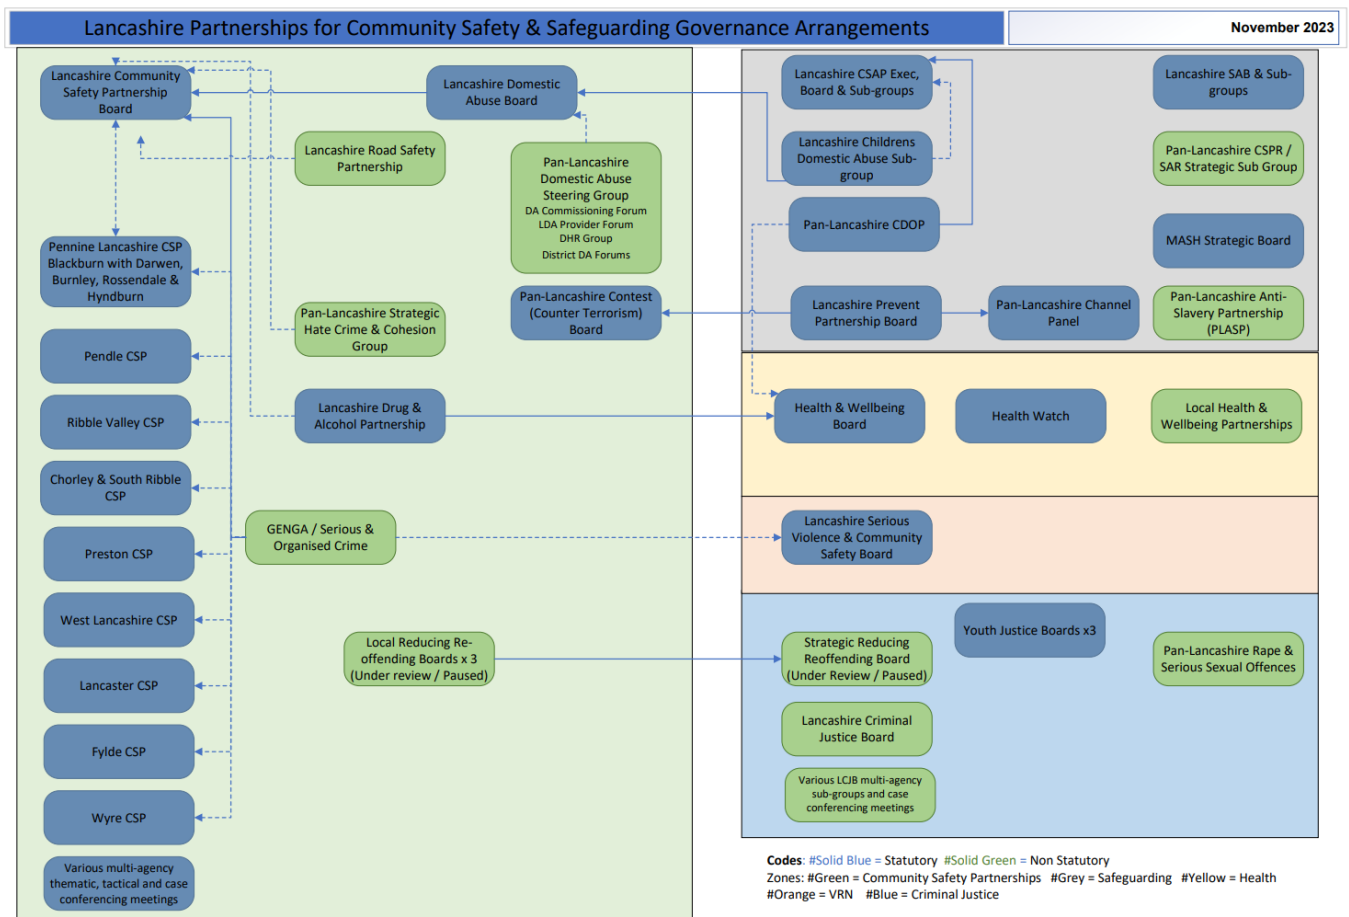 Lancashire Partnerships for Community Safety & Safeguarding Governance Arrangements
November 2023
Lancashire Community
Safety Partnership
Board
Lancashire Domestic
Abuse Board
Lancashire Road Safety
Partnership
Pan-Lancashire
Domestic Abuse
Steering Group
DA Commissioning Forum
LDA Provider Forum
DHR Group
District DA Forums
Pennine Lancashire CSP
Blackburn with Darwen,
Burnley, Rossendale &
Hyndburn
Pan-Lancashire Strategic
Hate Crime & Cohesion
Group
Pan-Lancashire Contest
(Counter Terrorism)
Board
Pendle CSP
Ribble Valley CSP
Lancashire Drug &
Alcohol Partnership
Chorley & South Ribble
CSP
GENGA / Serious &
Organised Crime
Preston CSP
West Lancashire CSP
Local Reducing Re-
offending Boards x 3
(Under review / Paused)
Lancaster CSP
Fylde CSP
Wyre CSP
Various multi-agency
thematic, tactical and case
conferencing meetings
Lancashire CSAP Exec,
Board & Sub-groups
Lancashire SAB & Sub-
groups
Lancashire Childrens
Domestic Abuse Sub-
group
Pan-Lancashire CSPR /
SAR Strategic Sub Group
Pan-Lancashire CDOP
MASH Strategic Board
Lancashire Prevent
Partnership Board
Pan-Lancashire Channel
Panel
Pan-Lancashire Anti-
Slavery Partnership
(PLASP)
Health & Wellbeing
Board
Health Watch
Local Health &
Wellbeing Partnerships
Lancashire Serious
Violence & Community
Safety Board
Youth Justice Boards x3
Strategic Reducing
Reoffending Board
(Under Review / Paused)
Pan-Lancashire Rape &
Serious Sexual Offences
Lancashire Criminal
Justice Board
Various LCJB multi-agency
sub-groups and case
conferencing meetings
Codes: #Solid Blue = Statutory #Solid Green = Non Statutory
Zones: #Green = Community Safety Partnerships #Grey = Safeguarding #Yellow = Health
#Orange = VRN #Blue = Criminal Justice